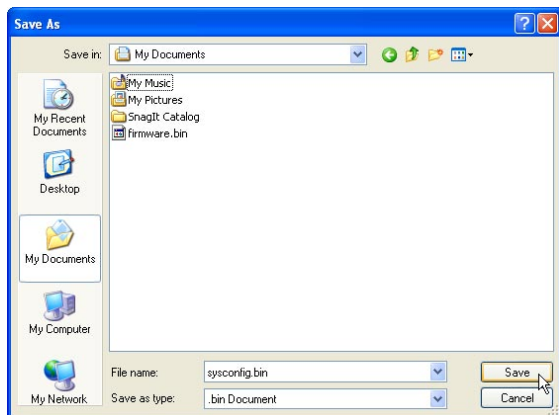 Save As
Save in: My Documents
My Recent
Documents
Desktop
My Documents
My Computer
My Network
My Music
My Pictures
SnagIt Catalog
firmware.bin
File name: sysconfig.bin Save
Save as type: .bin Document Cancel